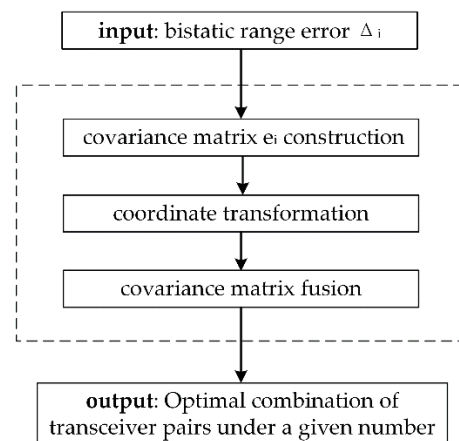 input: bistatic range error Δ i
covariance matrix ei construction
coordinate transformation
covariance matrix fusion
output: Optimal combination of
transceiver pairs under a given number